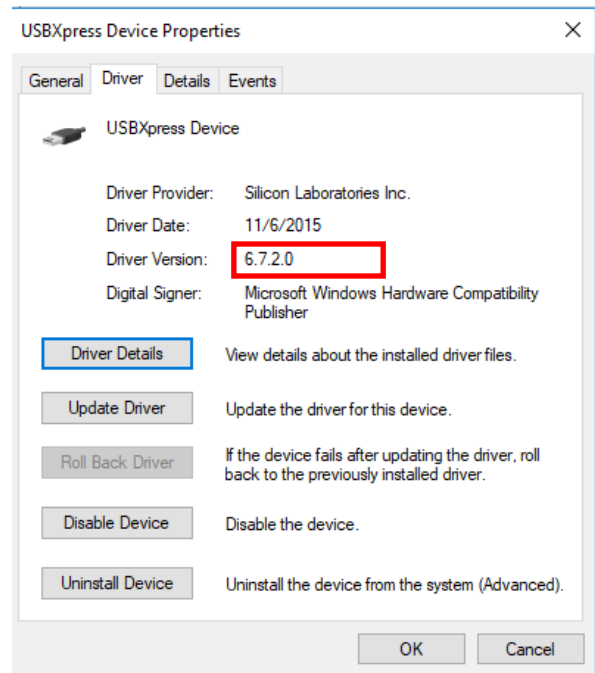 USBXpress Device Properties
General Driver Details Events
USBXpress Device
Driver Provider: Silicon Laboratories Inc.
Driver Date: 11/6/2015
Driver Version: 6.7.2.0
Digital Signer: Microsoft Windows Hardware Compatibility
Publisher
Driver Details View details about the installed driver files.
Update Driver Update the driver for this device.
Roll Back Driver If the device fails after updating the driver, roll
back to the previously installed driver.
Disable Device Disable the device.
Uninstall Device Uninstall the device from the system (Advanced).
OK Cancel